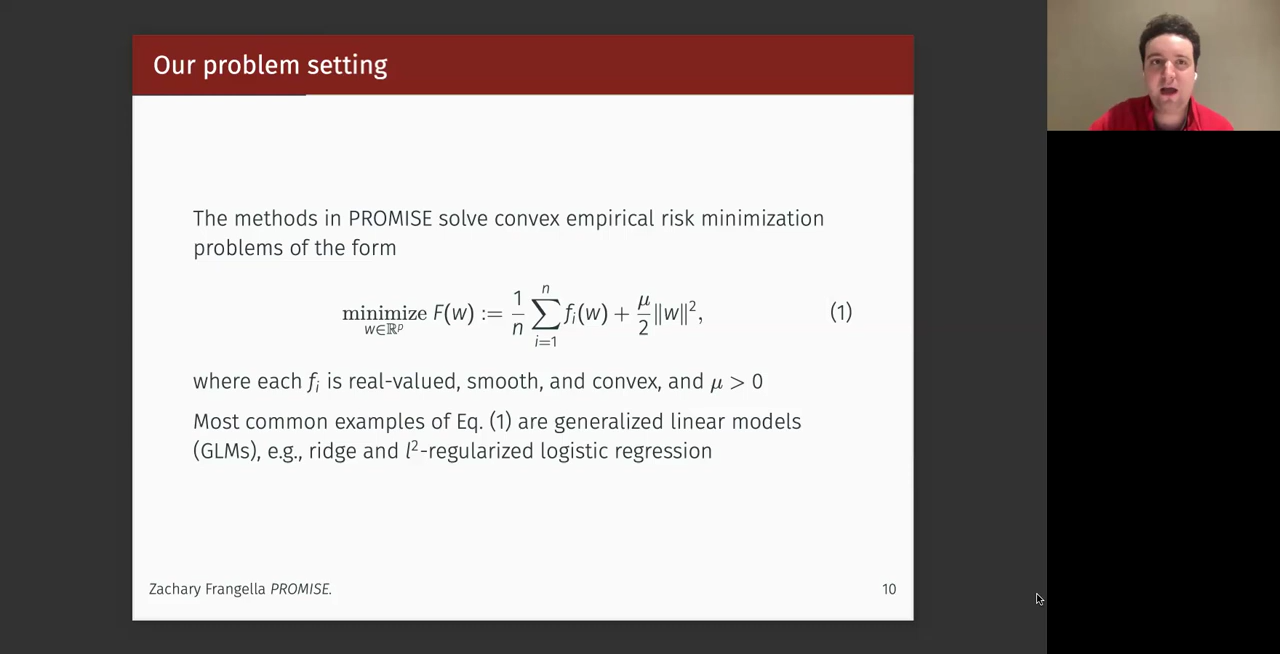 Our problem setting
The methods in PROMISE solve convex empirical risk minimization
problems of the form
minimize F(w) := 1/n ∑ f_i(w) + μ/2 ‖w‖², (1)
w∈ℝ^p i=1 n
where each f_i is real-valued, smooth, and convex, and μ > 0
Most common examples of Eq. (1) are generalized linear models
(GLMs), e.g., ridge and l²-regularized logistic regression
Zachary Frangella PROMISE. 10